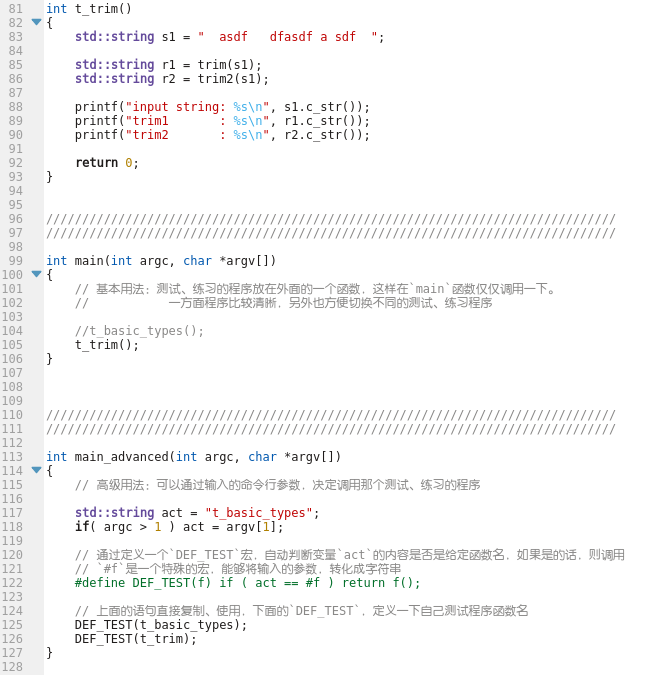 81 int t_trim()
82 {
83     std::string s1 = "  asdf   dfasdf a sdf  ";
84
85     std::string r1 = trim(s1);
86     std::string r2 = trim2(s1);
87
88     printf("input string: %s\n", s1.c_str());
89     printf("trim1       : %s\n", r1.c_str());
90     printf("trim2       : %s\n", r2.c_str());
91
92     return 0;
93 }
94
95
96 ///////////////////////////////////////////////////////////////////////////////
97 ///////////////////////////////////////////////////////////////////////////////
98
99 int main(int argc, char *argv[])
100 {
101     // 基本用法：测试、练习的程序放在外面的一个函数，这样在`main`函数仅仅调用一下。
102     //           一方面程序比较清晰，另外也方便切换不同的测试、练习程序
103
104     //t_basic_types();
105     t_trim();
106 }
107
108
109
110 ///////////////////////////////////////////////////////////////////////////////
111 ///////////////////////////////////////////////////////////////////////////////
112
113 int main_advanced(int argc, char *argv[])
114 {
115     // 高级用法：可以通过输入的命令行参数，决定调用那个测试、练习的程序
116
117     std::string act = "t_basic_types";
118     if( argc > 1 ) act = argv[1];
119
120     // 通过定义一个`DEF_TEST`宏，自动判断变量`act`的内容是否是给定函数名，如果是的话，则调用
121     // `#f`是一个特殊的宏，能够将输入的参数，转化成字符串
122     #define DEF_TEST(f) if ( act == #f ) return f();
123
124     // 上面的语句直接复制、使用，下面的`DEF_TEST`，定义一下自己测试程序函数名
125     DEF_TEST(t_basic_types);
126     DEF_TEST(t_trim);
127 }
128